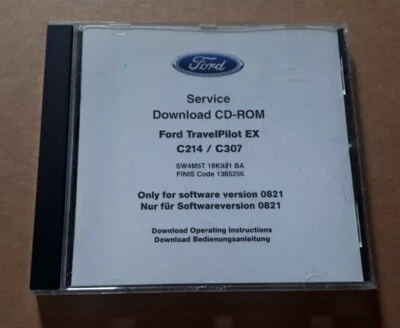 Ford
Service
Download CD-ROM
Ford TravelPilot EX
C214 / C307
SW4M5T 18K931 BA
FINIS Code 1385256
Only for software version 0821
Nur für Softwareversion 0821
Download Operating Instructions
Download Bedienungsanleitung